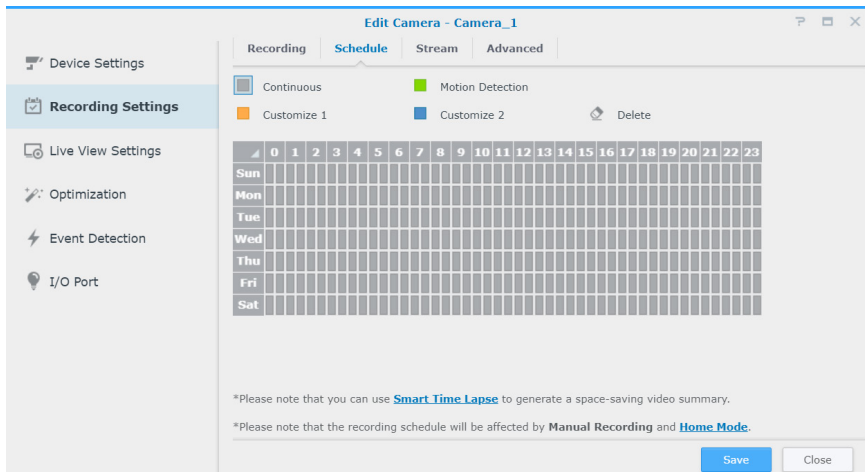 Edit Camera - Camera_1
Device Settings
Recording Settings
Live View Settings
Optimization
Event Detection
I/O Port
Recording Schedule Stream Advanced
Continuous Motion Detection
Customize 1 Customize 2 Delete
0 1 2 3 4 5 6 7 8 9 10 11 12 13 14 15 16 17 18 19 20 21 22 23
Sun
Mon
Tue
Wed
Thu
Fri
Sat
*Please note that you can use Smart Time Lapse to generate a space-saving video summary.
*Please note that the recording schedule will be affected by Manual Recording and Home Mode.
Save Close